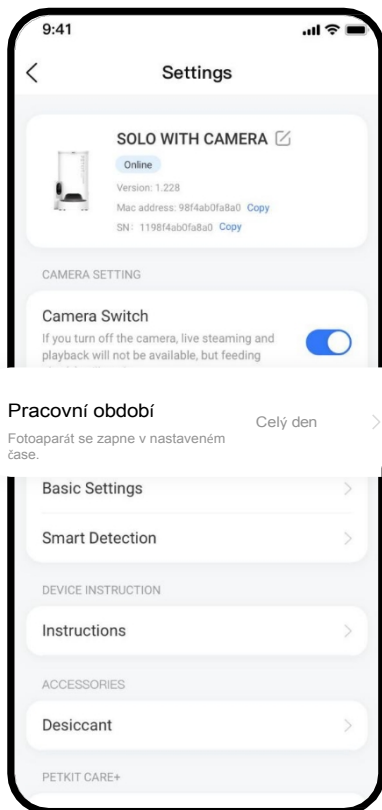 9:41
Settings
SOLO WITH CAMERA
Online
Version: 1.228
Mac address: 98f4ab0fa8a0 Copy
SN: 1198f4ab0fa8a0 Copy
CAMERA SETTING
Camera Switch
If you turn off the camera, live steaming and
playback will not be available, but feeding
Pracovní období
Celý den
Fotoaparát se zapne v nastaveném
čase.
Basic Settings
Smart Detection
DEVICE INSTRUCTION
Instructions
ACCESSORIES
Desiccant
PETKIT CARE+